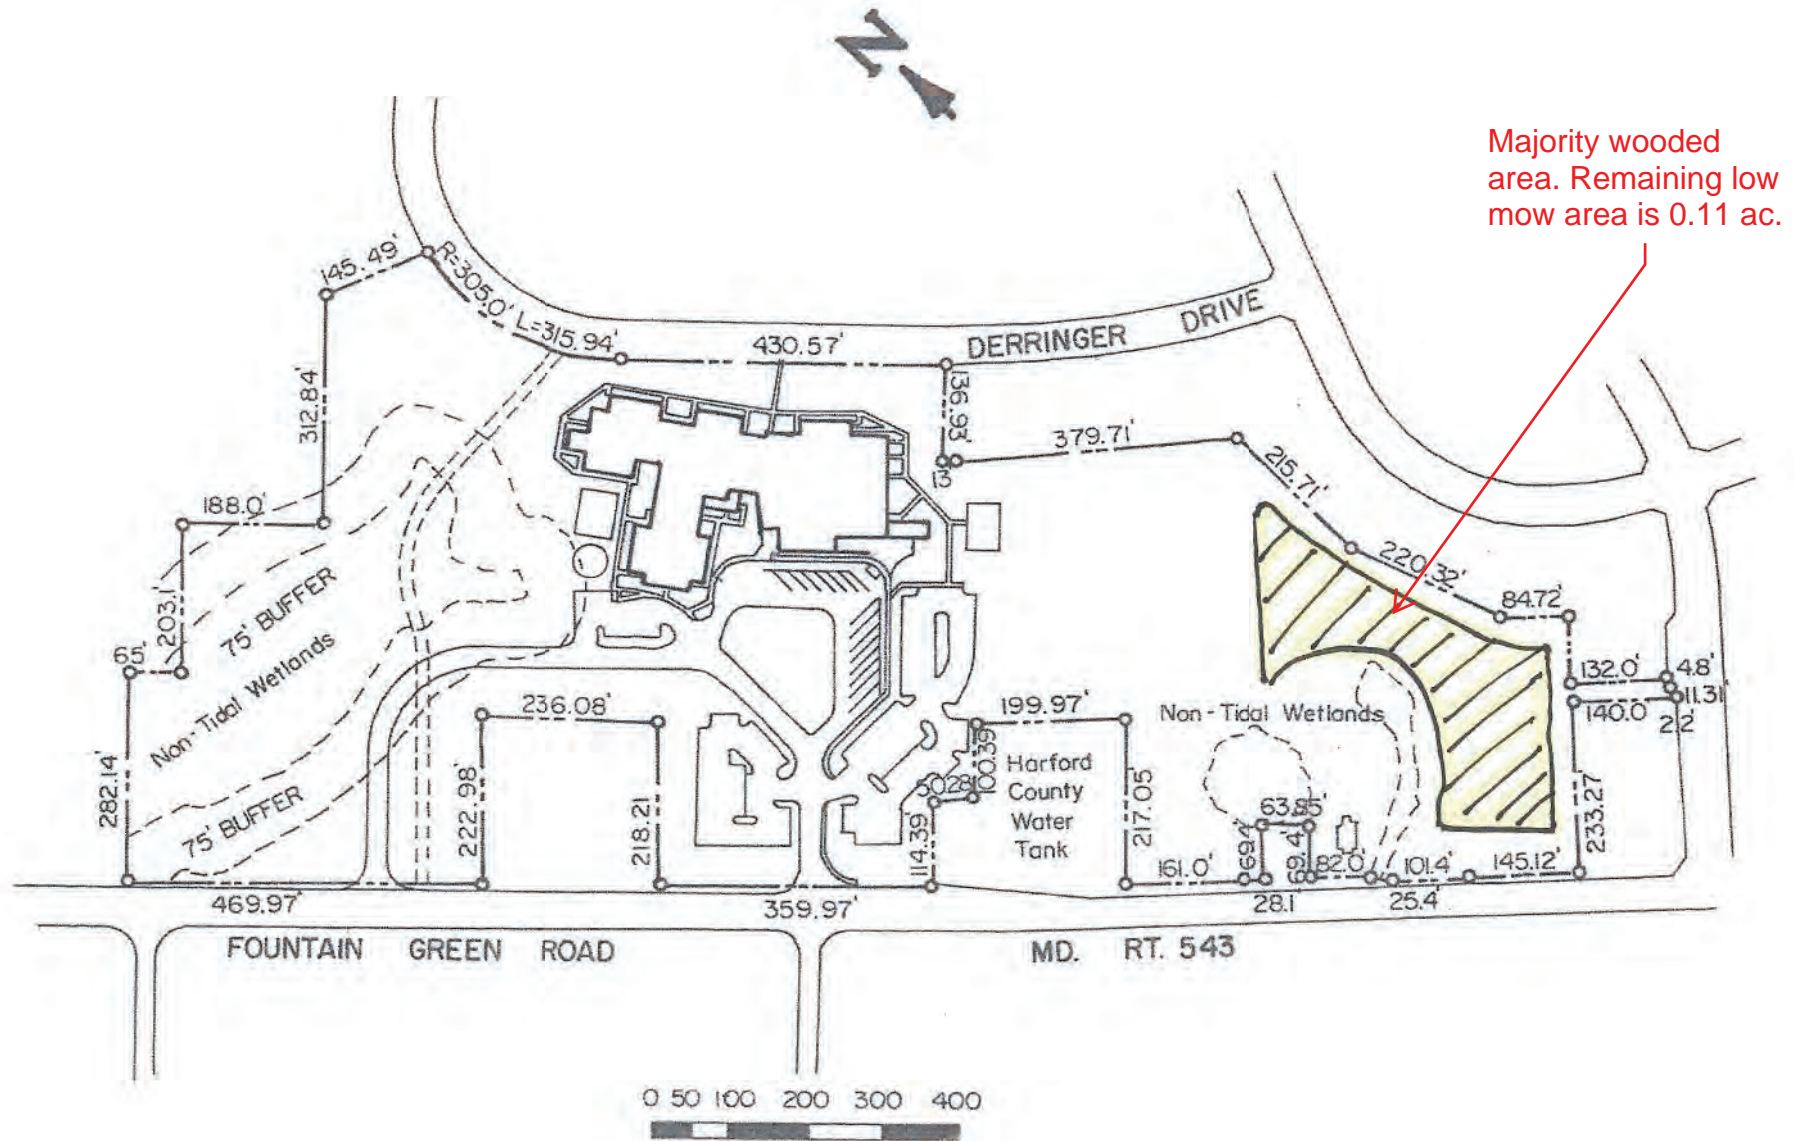 N
Majority wooded
area. Remaining low
mow area is 0.11 ac.
145.49'
R=305.0' L=315.94'
430.57'
DERRINGER DRIVE
312.84'
136.93'
13
379.71'
215.71'
220.32'
84.72'
188.0'
203.1'
65'
75' BUFFER
Non-Tidal Wetlands
75' BUFFER
282.14'
236.08'
222.98'
218.21
199.97'
100.39'
50.28
114.39'
Harford
County
Water
Tank
217.05
Non-Tidal Wetlands
132.0'
4.8'
11.31'
140.0'
2.2'
233.27
63.85'
69.4'
69.4'
161.0'
82.0'
101.4'
145.12'
28.1'
25.4'
469.97'
359.97'
FOUNTAIN GREEN ROAD
MD. RT. 543
0 50 100 200 300 400